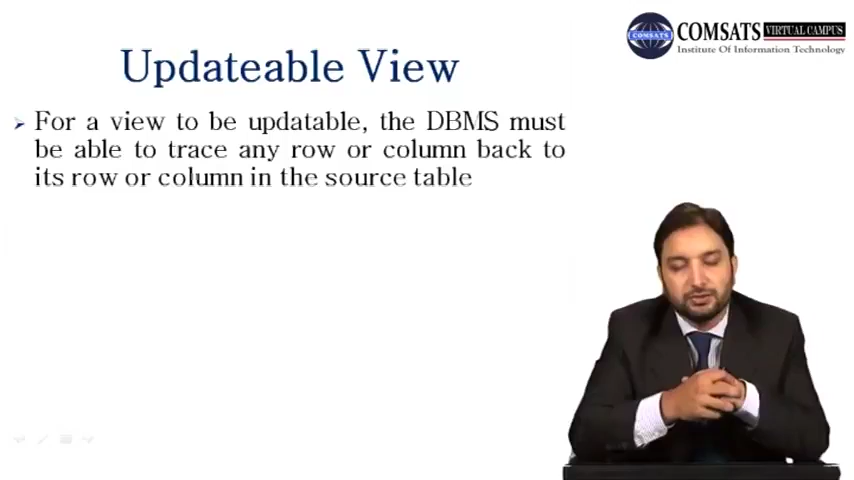 COMSATS VIRTUAL CAMPUS
COMSATS
Institute Of Information Technology
Updateable View
For a view to be updatable, the DBMS must
be able to trace any row or column back to
its row or column in the source table